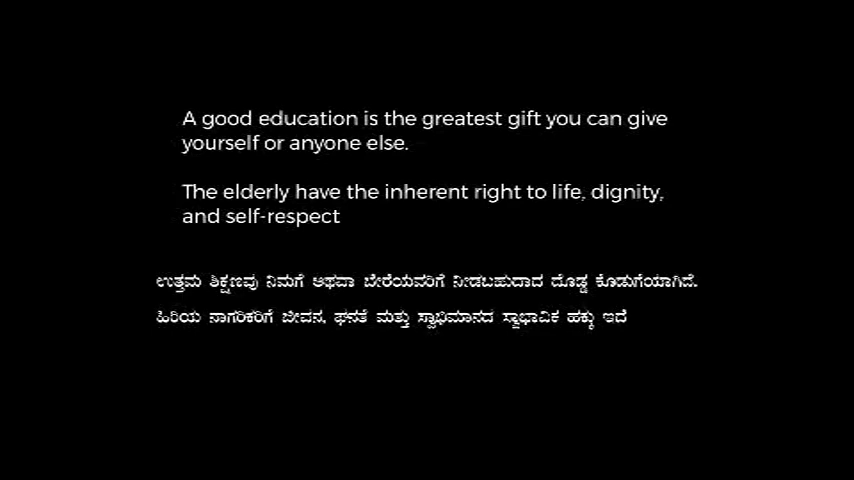 A good education is the greatest gift you can give
yourself or anyone else.
The elderly have the inherent right to life, dignity,
and self-respect
ಉತ್ತಮ ಶಿಕ್ಷಣವು ನಿಮಗೆ ಅಥವಾ ಬೇರೆಯವರಿಗೆ ನೀಡಬಹುದಾದ ದೊಡ್ಡ ಕೊಡುಗೆಯಾಗಿದೆ.
ಹಿರಿಯ ನಾಗರಿಕರಿಗೆ ಜೀವನ, ಘನತೆ ಮತ್ತು ಸ್ವಾಭಿಮಾನದ ಸ್ವಾಭಾವಿಕ ಹಕ್ಕು ಇದೆ